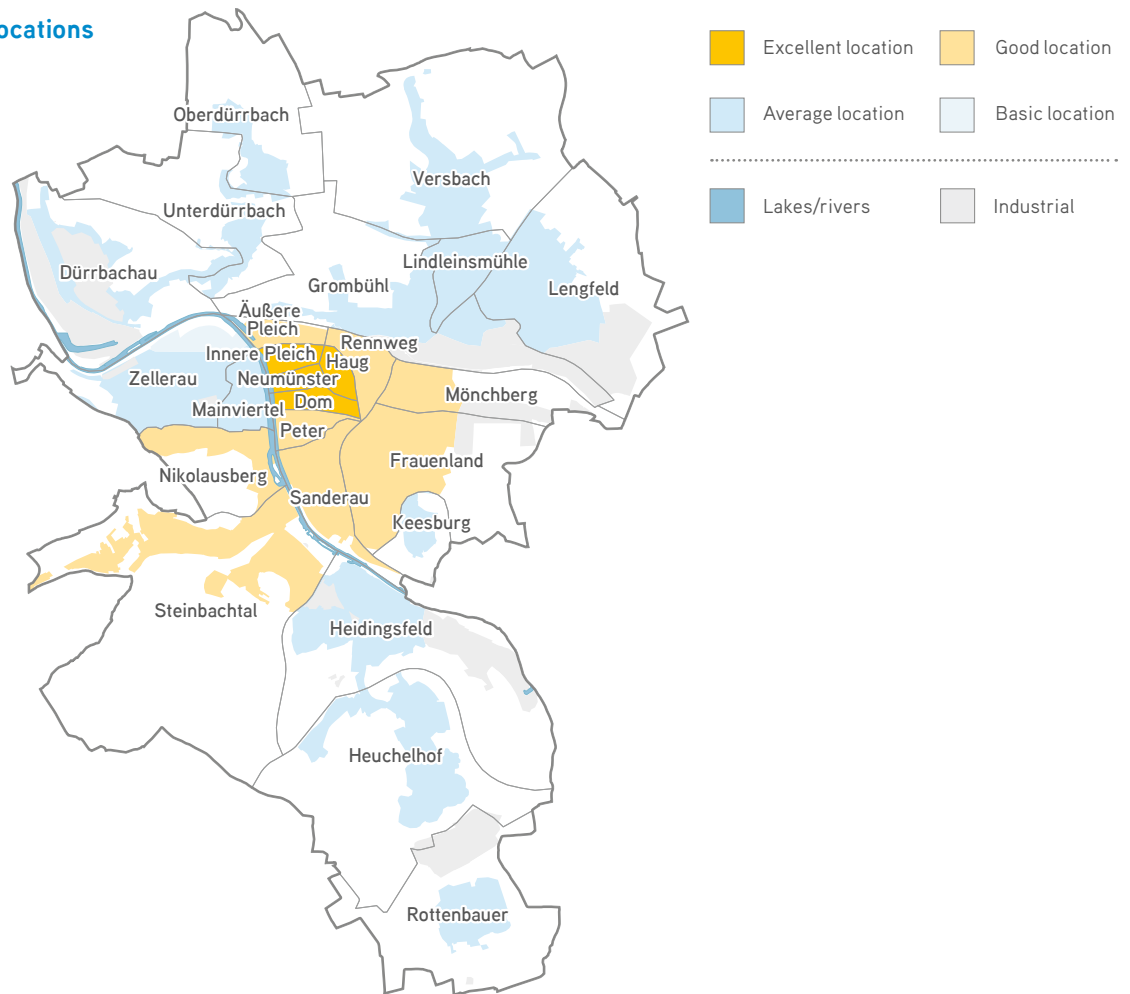 ocations
Excellent location
Good location
Average location
Basic location
Lakes/rivers
Industrial
Oberdürrbach
Versbach
Unterdürrbach
Lindleinsmühle
Dürrbachau
Grombühl
Lengfeld
Äußere
Pleich
Rennweg
Innere Pleich
Haug
Zellerau
Neumünster
Mönchberg
Mainviertel
Dom
Peter
Frauenland
Nikolausberg
Sanderau
Keesburg
Steinbachtal
Heidingsfeld
Heuchelhof
Rottenbauer